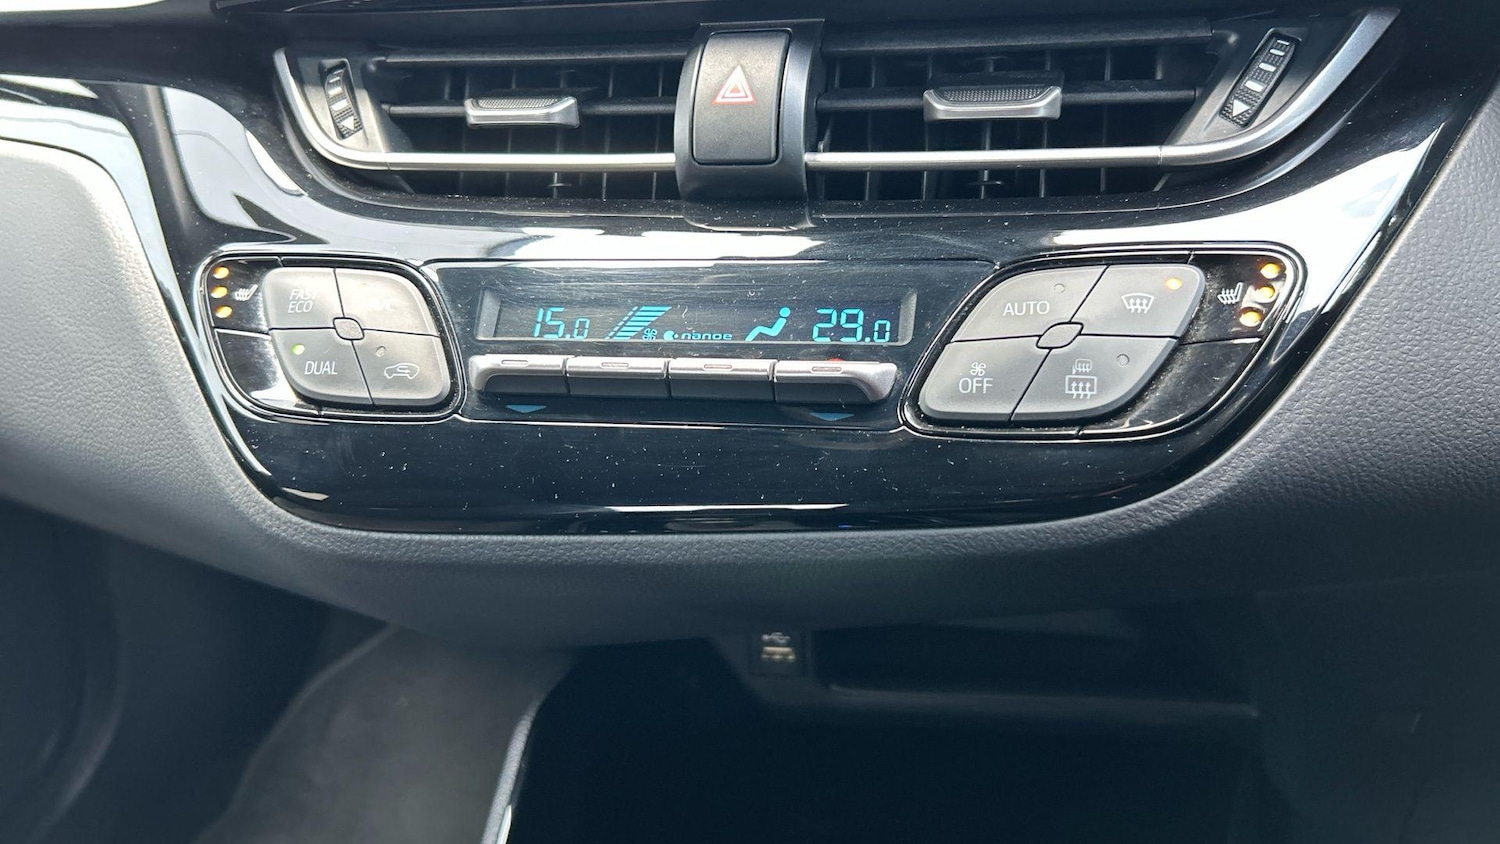 FAST
ECO
A/C
DUAL
15.0
nanoe
29.0
AUTO
OFF